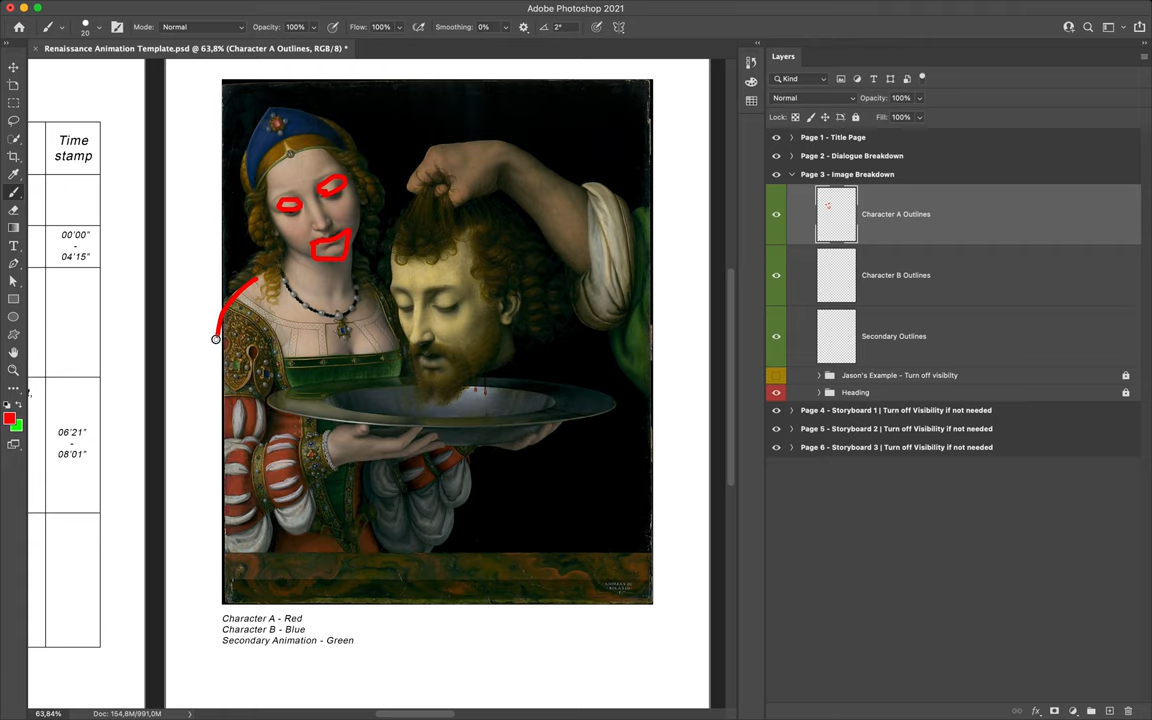 Adobe Photoshop 2021
20
Mode: Normal
Opacity: 100%
Flow: 100%
Smoothing: 0%
2°
Renaissance Animation Template.psd @ 63,8% (Character A Outlines, RGB/8) *
Time
stamp
00'00"
-
04'15"
06'21"
-
08'01"
Character A - Red
Character B - Blue
Secondary Animation - Green
63,84%
Doc: 154,8M/991,0M
Layers
Kind
Normal
Opacity: 100%
Lock:
Fill: 100%
Page 1 - Title Page
Page 2 - Dialogue Breakdown
Page 3 - Image Breakdown
Character A Outlines
Character B Outlines
Secondary Outlines
Jason's Example - Turn off visibilty
Heading
Page 4 - Storyboard 1 | Turn off Visibility if not needed
Page 5 - Storyboard 2 | Turn off Visibility if not needed
Page 6 - Storyboard 3 | Turn off Visibility if not needed
fx